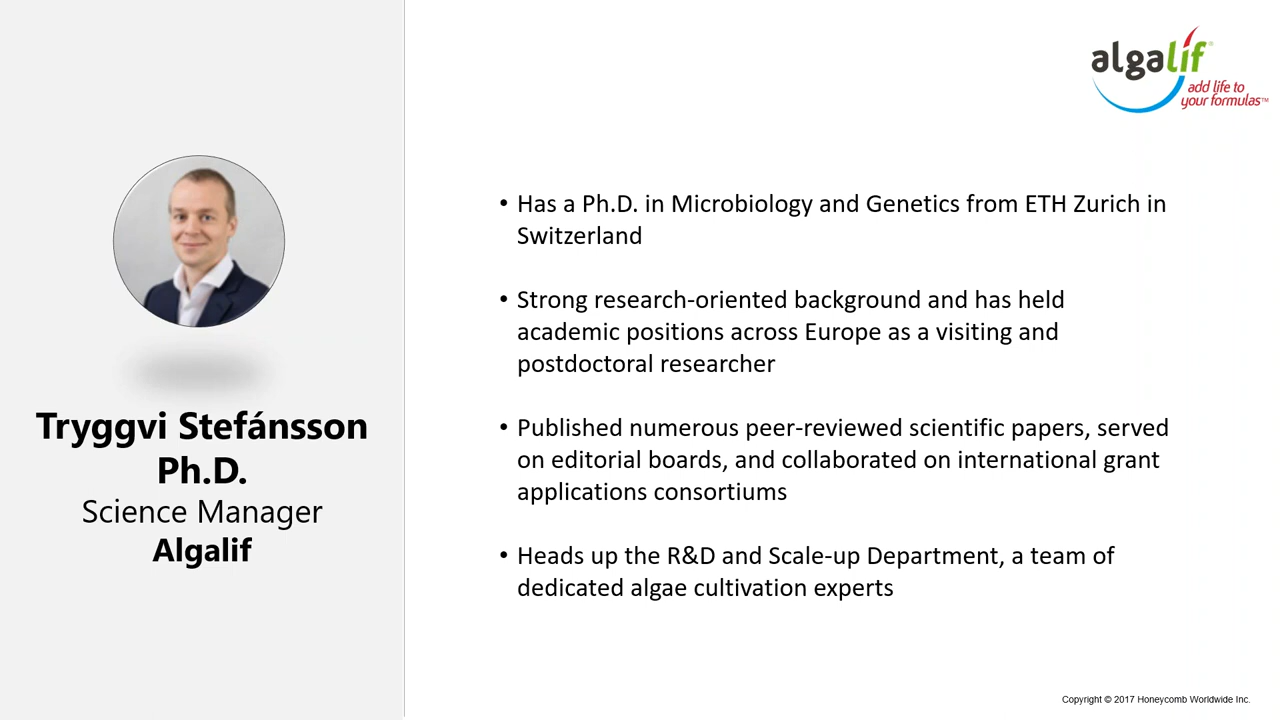 Tryggvi Stefánsson
Ph.D.
Science Manager
Algalif
algalif®
add life to
your formulas™
• Has a Ph.D. in Microbiology and Genetics from ETH Zurich in
Switzerland
• Strong research-oriented background and has held
academic positions across Europe as a visiting and
postdoctoral researcher
• Published numerous peer-reviewed scientific papers, served
on editorial boards, and collaborated on international grant
applications consortiums
• Heads up the R&D and Scale-up Department, a team of
dedicated algae cultivation experts
Copyright © 2017 Honeycomb Worldwide Inc.